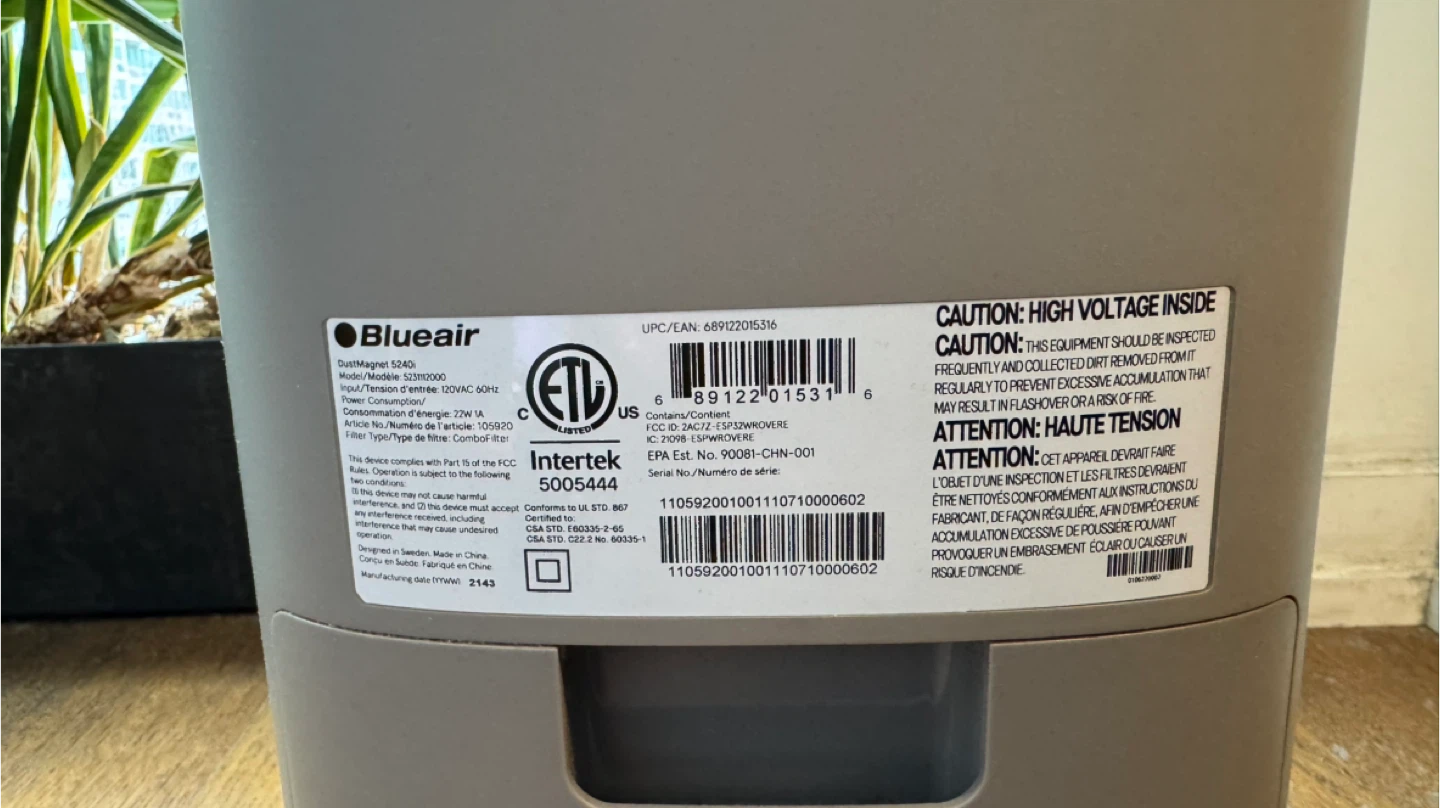 Blueair
DustMagnet 5240i
Model/Modèle: 5231112000
Input/Tension d'entrée: 120VAC 60Hz
Power Consumption/
Consommation d'énergie: 22W 1A
Article No./Numéro de l'article: 105920
Filter Type/Type de filtre: ComboFilter
This device complies with Part 15 of the FCC
Rules. Operation is subject to the following
two conditions:
(1) this device may not cause harmful
interference, and (2) this device must accept
any interference received, including
interference that may cause undesired
operation.
Designed in Sweden. Made in China.
Conçu en Suède. Fabriqué en Chine.
Manufacturing date (YYWW) 2143
C ETL CM US
LISTED
Intertek
5005444
Conforms to UL STD. 867
Certified to:
CSA STD. E60335-2-65
CSA STD. C22.2 No. 60335-1
UPC/EAN: 689122015316
6 89122 01531 6
Contains/Contient
FCC ID: 2AC7Z-ESP32WROVERE
IC: 21098-ESPWROVERE
EPA Est. No. 90081-CHN-001
Serial No./Numéro de série:
110592001001110710000602
110592001001110710000602
CAUTION: HIGH VOLTAGE INSIDE
CAUTION: THIS EQUIPMENT SHOULD BE INSPECTED
FREQUENTLY AND COLLECTED DIRT REMOVED FROM IT
REGULARLY TO PREVENT EXCESSIVE ACCUMULATION THAT
MAY RESULT IN FLASHOVER OR A RISK OF FIRE.
ATTENTION: HAUTE TENSION
ATTENTION: CET APPAREIL DEVRAIT FAIRE
L'OBJET D'UNE INSPECTION ET LES FILTRES DEVRAIENT
ÊTRE NETTOYÉS CONFORMÉMENT AUX INSTRUCTIONS DU
FABRICANT, DE FAÇON RÉGULIÉRE, AFIN D'EMPÊCHER UNE
ACCUMULATION EXCESSIVE DE POUSSIÈRE POUVANT
PROVOQUER UN EMBRASEMENT ÉCLAIR OU CAUSER UN
RISQUE D'INCENDIE.